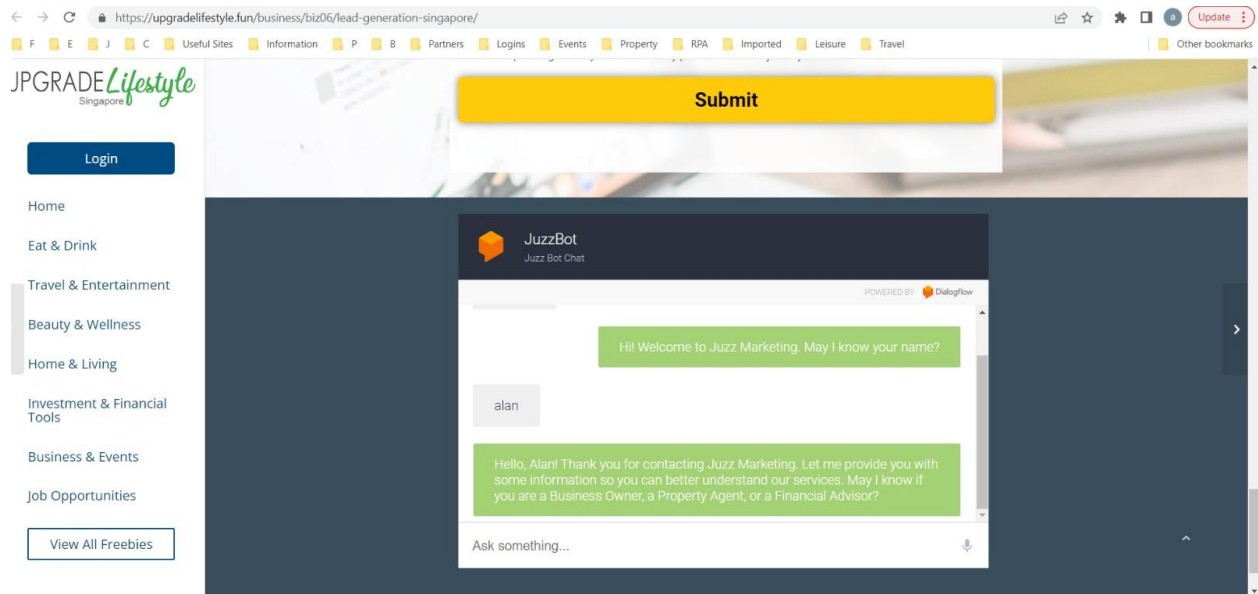 https://upgradelifestyle.fun/business/biz06/lead-generation-singapore/
a
Update
F E J C Useful Sites Information P B Partners Logins Events Property RPA Imported Leisure Travel Other bookmarks
JPGRADE Lifestyle
Singapore
Login
Home
Eat & Drink
Travel & Entertainment
Beauty & Wellness
Home & Living
Investment & Financial
Tools
Business & Events
Job Opportunities
View All Freebies
Submit
JuzzBot
Juzz Bot Chat
POWERED BY Dialogflow
Hi! Welcome to Juzz Marketing. May I know your name?
alan
Hello, Alan! Thank you for contacting Juzz Marketing. Let me provide you with
some information so you can better understand our services. May I know if
you are a Business Owner, a Property Agent, or a Financial Advisor?
Ask something...